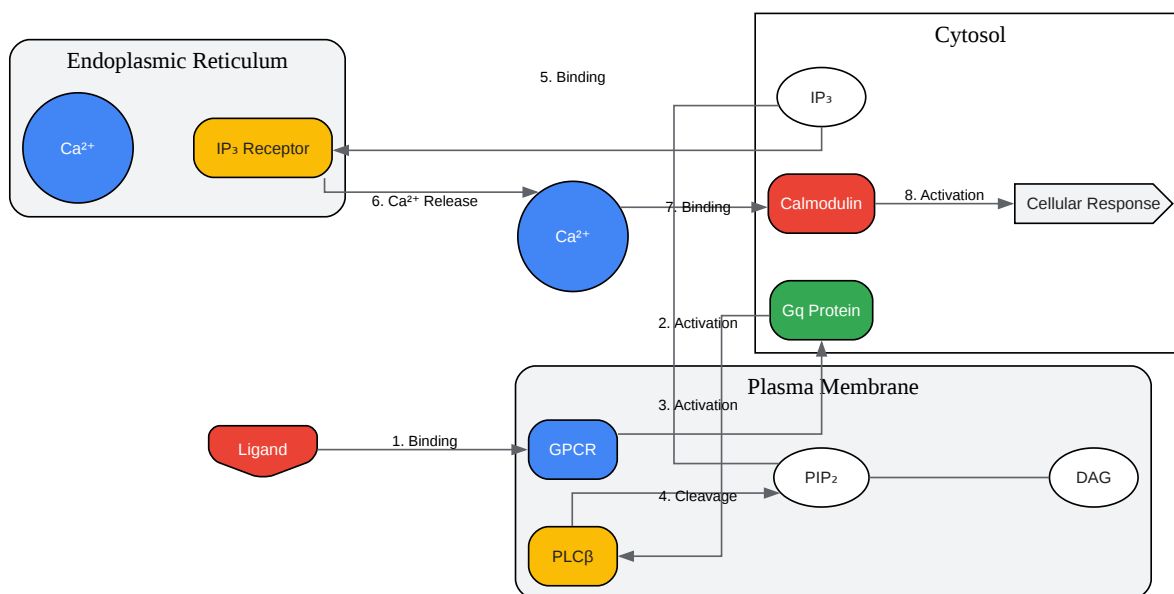 Cytosol
Endoplasmic Reticulum
5. Binding
IP₃
Ca²⁺
IP₃ Receptor
6. Ca²⁺ Release
Ca²⁺
7. Binding
Calmodulin
8. Activation
Cellular Response
Gq Protein
2. Activation
Plasma Membrane
3. Activation
Ligand
1. Binding
GPCR
PIP₂
DAG
4. Cleavage
PLCβ